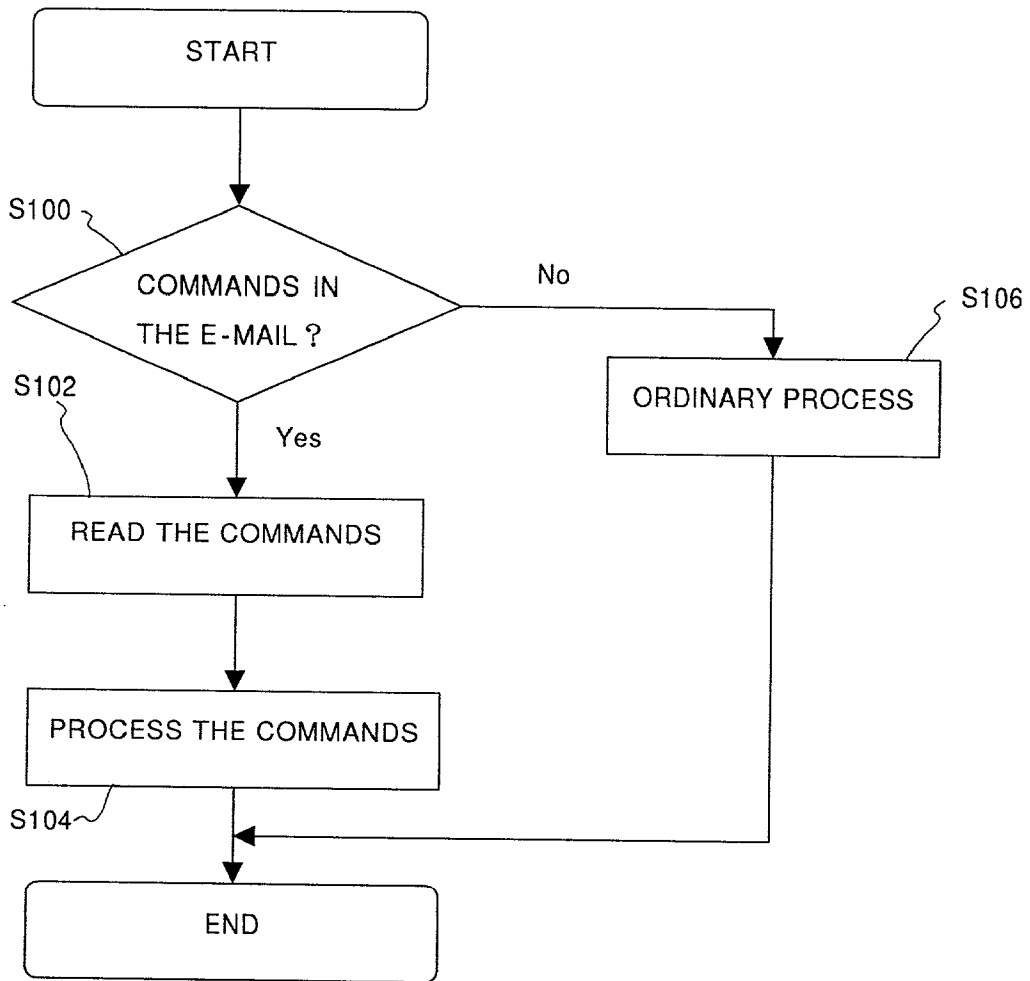 START
S100
COMMANDS IN
THE E-MAIL?
No
S106
S102
ORDINARY PROCESS
Yes
READ THE COMMANDS
PROCESS THE COMMANDS
S104
END